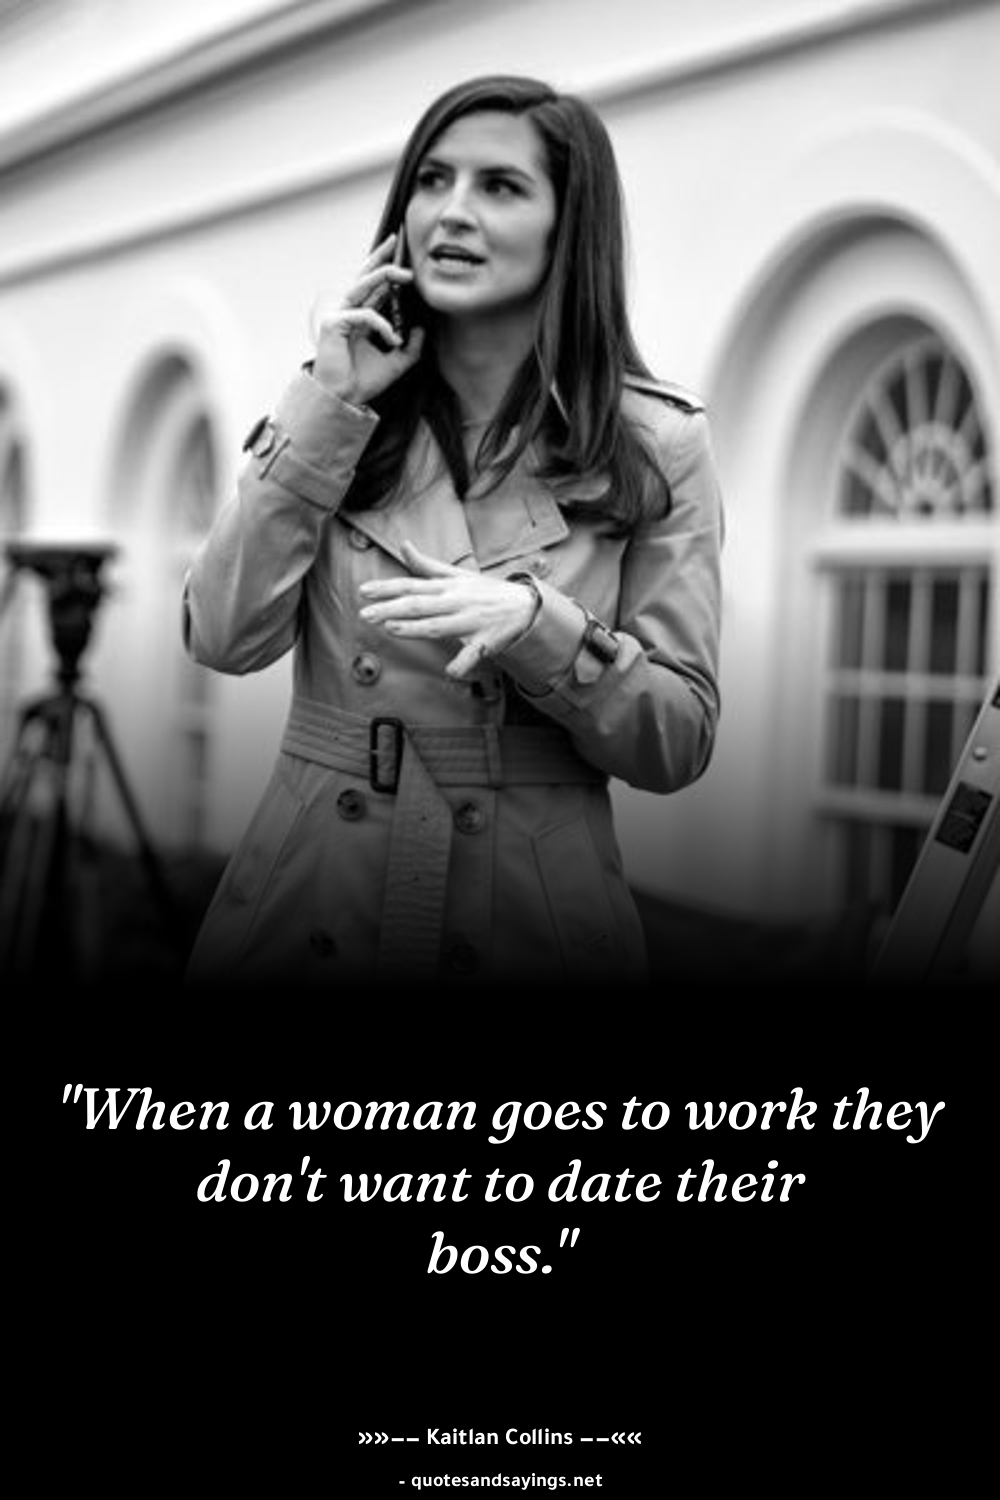 "When a woman goes to work they
don't want to date their
boss."
»»—— Kaitlan Collins ——««
- quotesandsayings.net